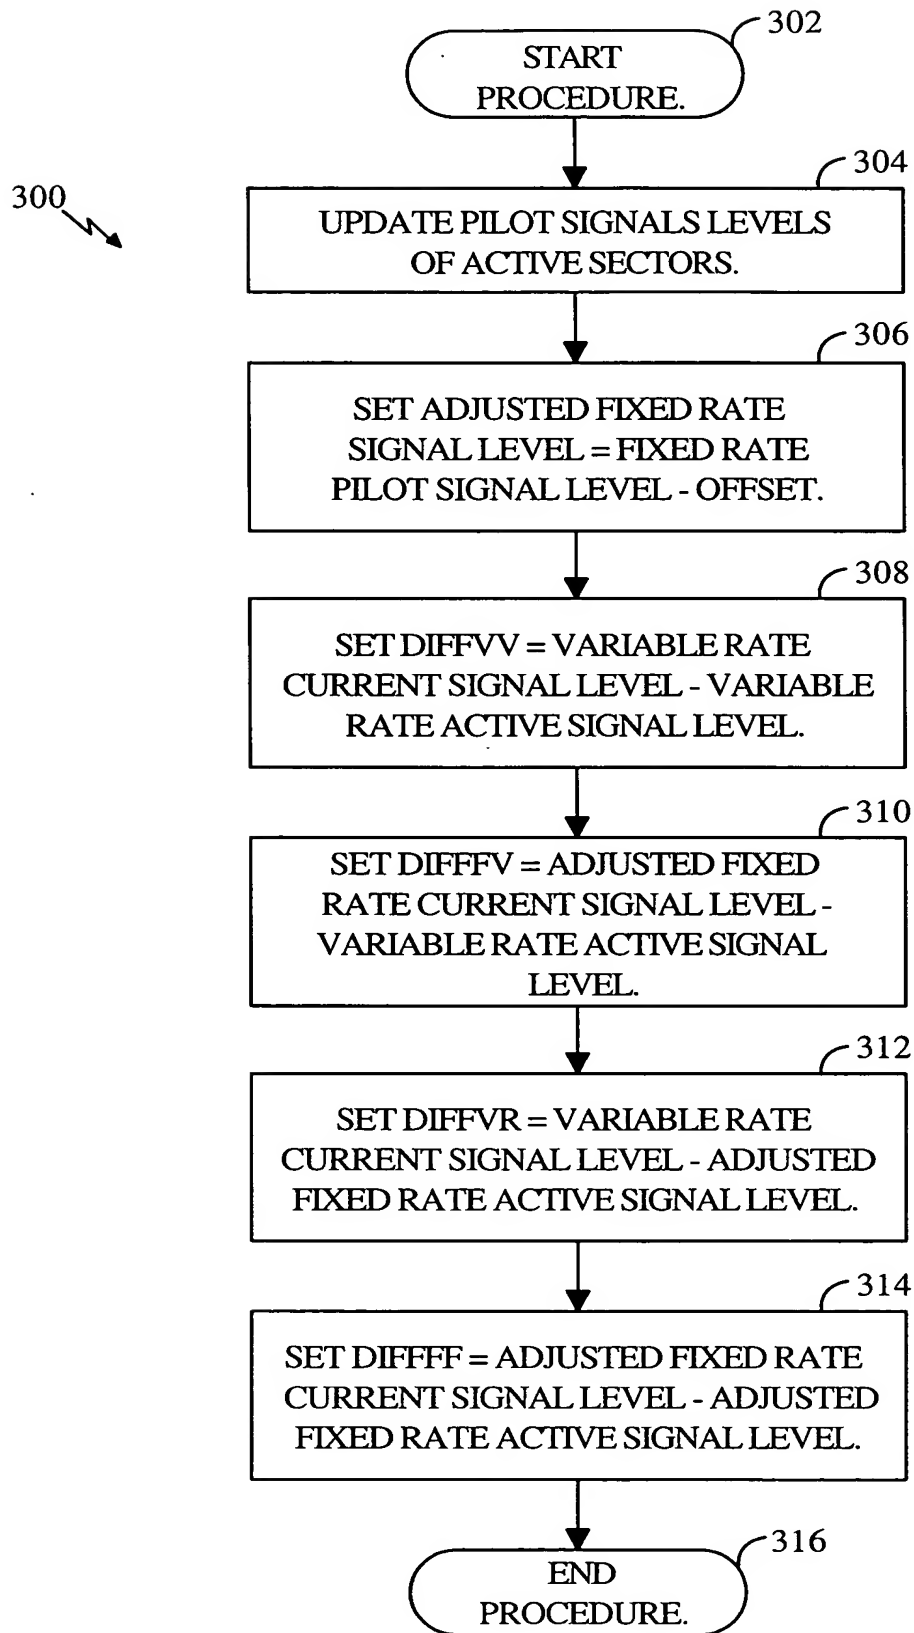 302
START
PROCEDURE.
304
300
UPDATE PILOT SIGNALS LEVELS
OF ACTIVE SECTORS.
306
SET ADJUSTED FIXED RATE
SIGNAL LEVEL = FIXED RATE
PILOT SIGNAL LEVEL - OFFSET.
308
SET DIFFVV = VARIABLE RATE
CURRENT SIGNAL LEVEL - VARIABLE
RATE ACTIVE SIGNAL LEVEL.
310
SET DIFFFV = ADJUSTED FIXED
RATE CURRENT SIGNAL LEVEL -
VARIABLE RATE ACTIVE SIGNAL
LEVEL.
312
SET DIFFVR = VARIABLE RATE
CURRENT SIGNAL LEVEL - ADJUSTED
FIXED RATE ACTIVE SIGNAL LEVEL.
314
SET DIFFFF = ADJUSTED FIXED RATE
CURRENT SIGNAL LEVEL - ADJUSTED
FIXED RATE ACTIVE SIGNAL LEVEL.
316
END
PROCEDURE.